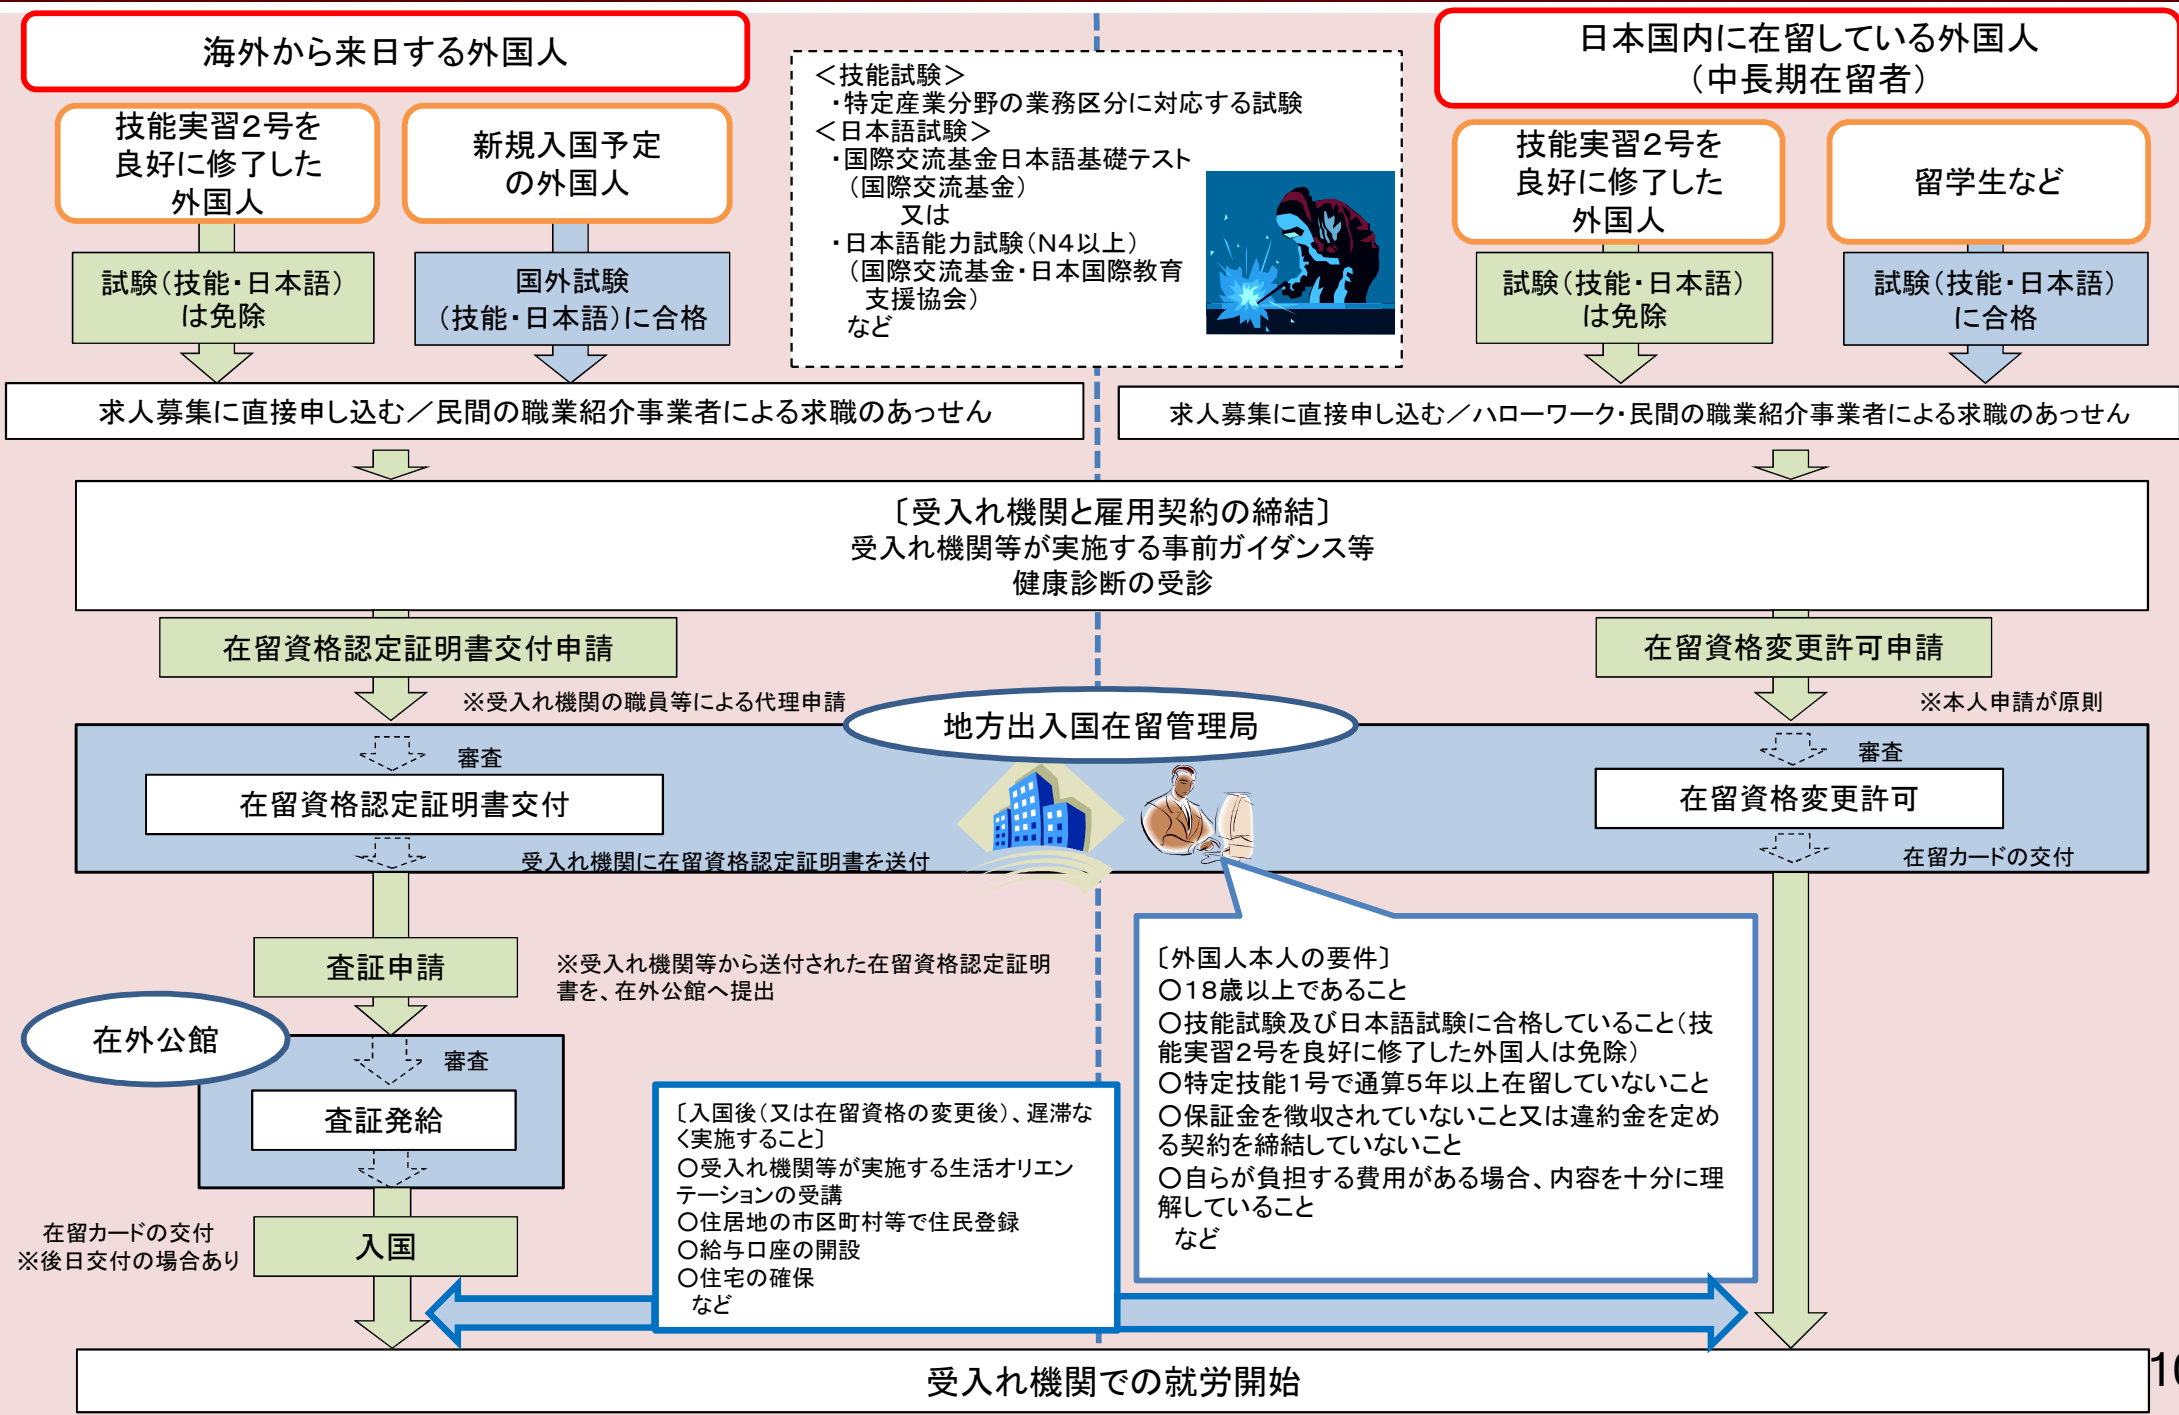 海外から来日する外国人
技能実習2号を
良好に修了した
外国人
新規入国予定
の外国人
試験(技能・日本語)
は免除
国外試験
(技能・日本語)に合格
<技能試験>
・特定産業分野の業務区分に対応する試験
<日本語試験>
・国際交流基金日本語基礎テスト
(国際交流基金)
又は
・日本語能力試験(N4以上)
(国際交流基金・日本国際教育
支援協会)
など
日本国内に在留している外国人
(中長期在留者)
技能実習2号を
良好に修了した
外国人
留学生など
試験(技能・日本語)
は免除
試験(技能・日本語)
に合格
求人募集に直接申し込む/民間の職業紹介事業者による求職のあっせん
求人募集に直接申し込む/ハローワーク・民間の職業紹介事業者による求職のあっせん
〔受入れ機関と雇用契約の締結〕
受入れ機関等が実施する事前ガイダンス等
健康診断の受診
在留資格認定証明書交付申請
※受入れ機関の職員等による代理申請
在留資格変更許可申請
※本人申請が原則
地方出入国在留管理局
審査
在留資格認定証明書交付
受入れ機関に在留資格認定証明書を送付
審査
在留資格変更許可
在留カードの交付
査証申請
※受入れ機関等から送付された在留資格認定証明
書を、在外公館へ提出
在外公館
審査
査証発給
在留カードの交付
※後日交付の場合あり
入国
〔入国後(又は在留資格の変更後)、遅滞な
く実施すること〕
○受入れ機関等が実施する生活オリエン
テーションの受講
○住居地の市区町村等で住民登録
○給与口座の開設
○住宅の確保
など
〔外国人本人の要件〕
○18歳以上であること
○技能試験及び日本語試験に合格していること(技
能実習2号を良好に修了した外国人は免除)
○特定技能1号で通算5年以上在留していないこと
○保証金を徴収されていないこと又は違約金を定め
る契約を締結していないこと
○自らが負担する費用がある場合、内容を十分に理
解していること
など
受入れ機関での就労開始